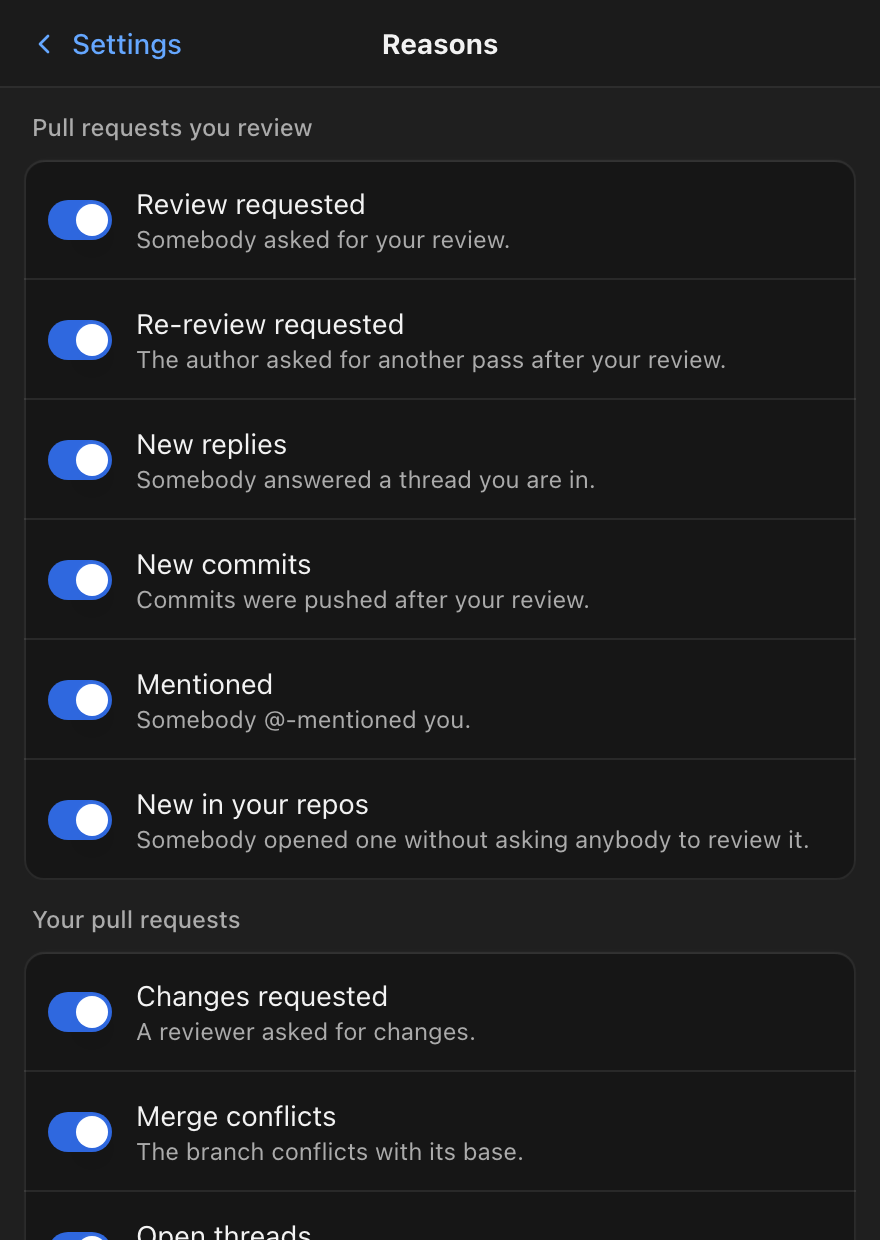 Settings
Reasons
Pull requests you review
Review requested
Somebody asked for your review.
Re-review requested
The author asked for another pass after your review.
New replies
Somebody answered a thread you are in.
New commits
Commits were pushed after your review.
Mentioned
Somebody @-mentioned you.
New in your repos
Somebody opened one without asking anybody to review it.
Your pull requests
Changes requested
A reviewer asked for changes.
Merge conflicts
The branch conflicts with its base.
Open threads